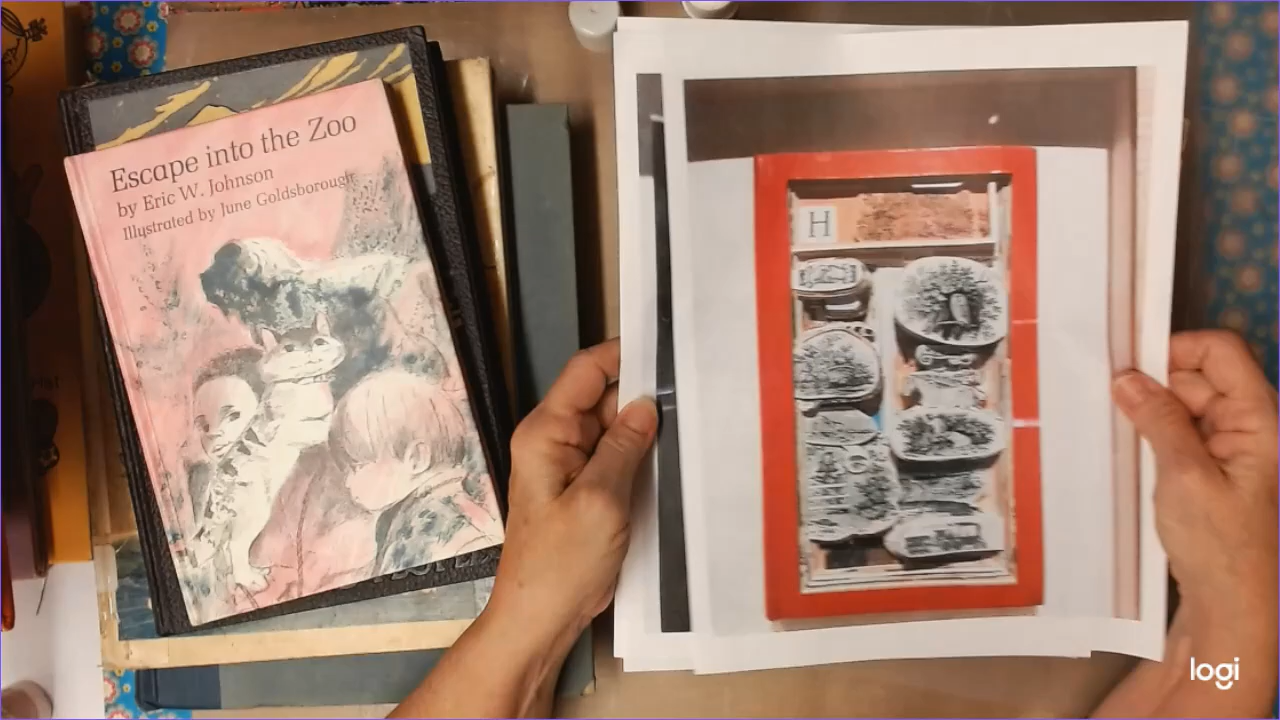 Escape into the Zoo
by Eric W. Johnson
Illustrated by June Goldsborough
H
logi